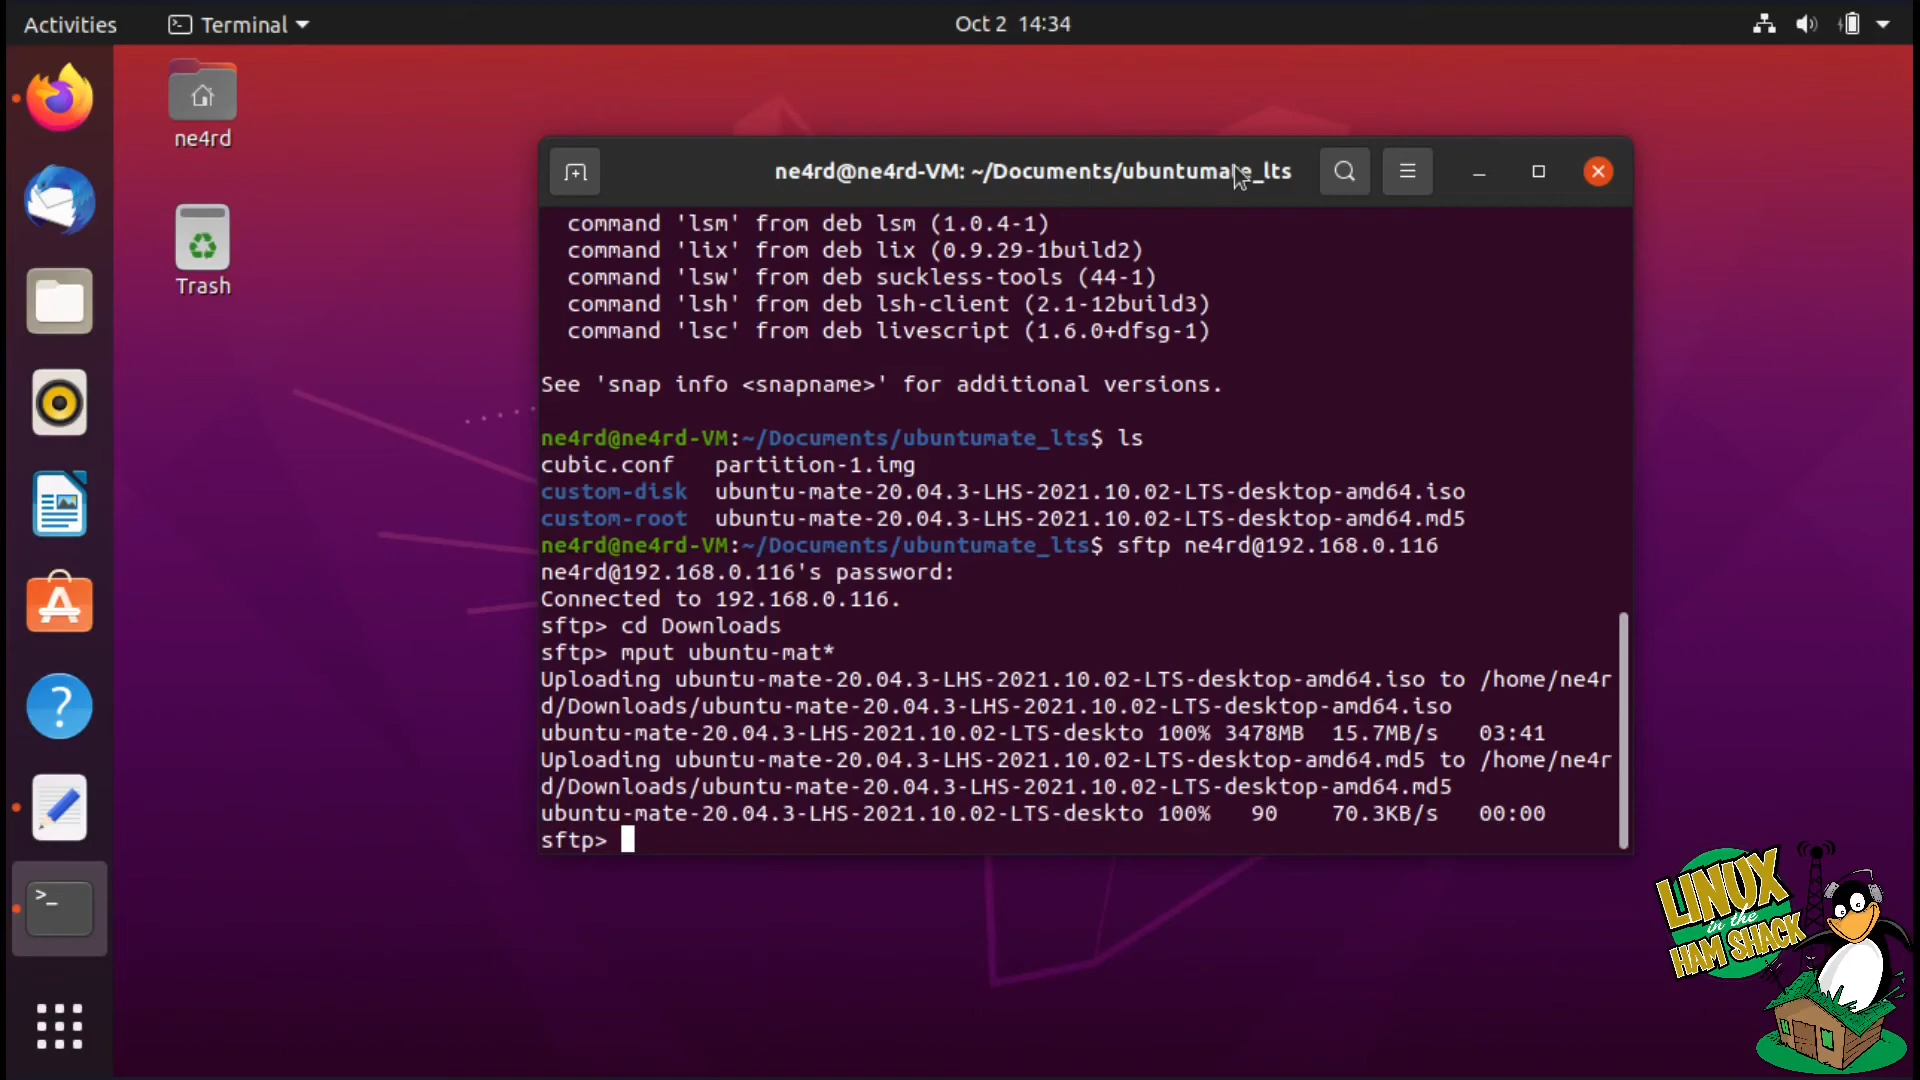 Activities
Terminal
Oct 2 14:34
ne4rd
Trash
ne4rd@ne4rd-VM: ~/Documents/ubuntumate_lts
command 'lsm' from deb lsm (1.0.4-1)
command 'lix' from deb lix (0.9.29-1build2)
command 'lsw' from deb suckless-tools (44-1)
command 'lsh' from deb lsh-client (2.1-12build3)
command 'lsc' from deb livescript (1.6.0+dfsg-1)
See 'snap info <snapname>' for additional versions.
ne4rd@ne4rd-VM:~/Documents/ubuntumate_lts$ ls
cubic.conf partition-1.img
custom-disk ubuntu-mate-20.04.3-LHS-2021.10.02-LTS-desktop-amd64.iso
custom-root ubuntu-mate-20.04.3-LHS-2021.10.02-LTS-desktop-amd64.md5
ne4rd@ne4rd-VM:~/Documents/ubuntumate_lts$ sftp ne4rd@192.168.0.116
ne4rd@192.168.0.116's password:
Connected to 192.168.0.116.
sftp> cd Downloads
sftp> mput ubuntu-mat*
Uploading ubuntu-mate-20.04.3-LHS-2021.10.02-LTS-desktop-amd64.iso to /home/ne4r
d/Downloads/ubuntu-mate-20.04.3-LHS-2021.10.02-LTS-desktop-amd64.iso
ubuntu-mate-20.04.3-LHS-2021.10.02-LTS-deskto 100% 3478MB 15.7MB/s 03:41
Uploading ubuntu-mate-20.04.3-LHS-2021.10.02-LTS-desktop-amd64.md5 to /home/ne4r
d/Downloads/ubuntu-mate-20.04.3-LHS-2021.10.02-LTS-desktop-amd64.md5
ubuntu-mate-20.04.3-LHS-2021.10.02-LTS-deskto 100% 90 70.3KB/s 00:00
sftp>
LINUX
in the
HAM SHACK